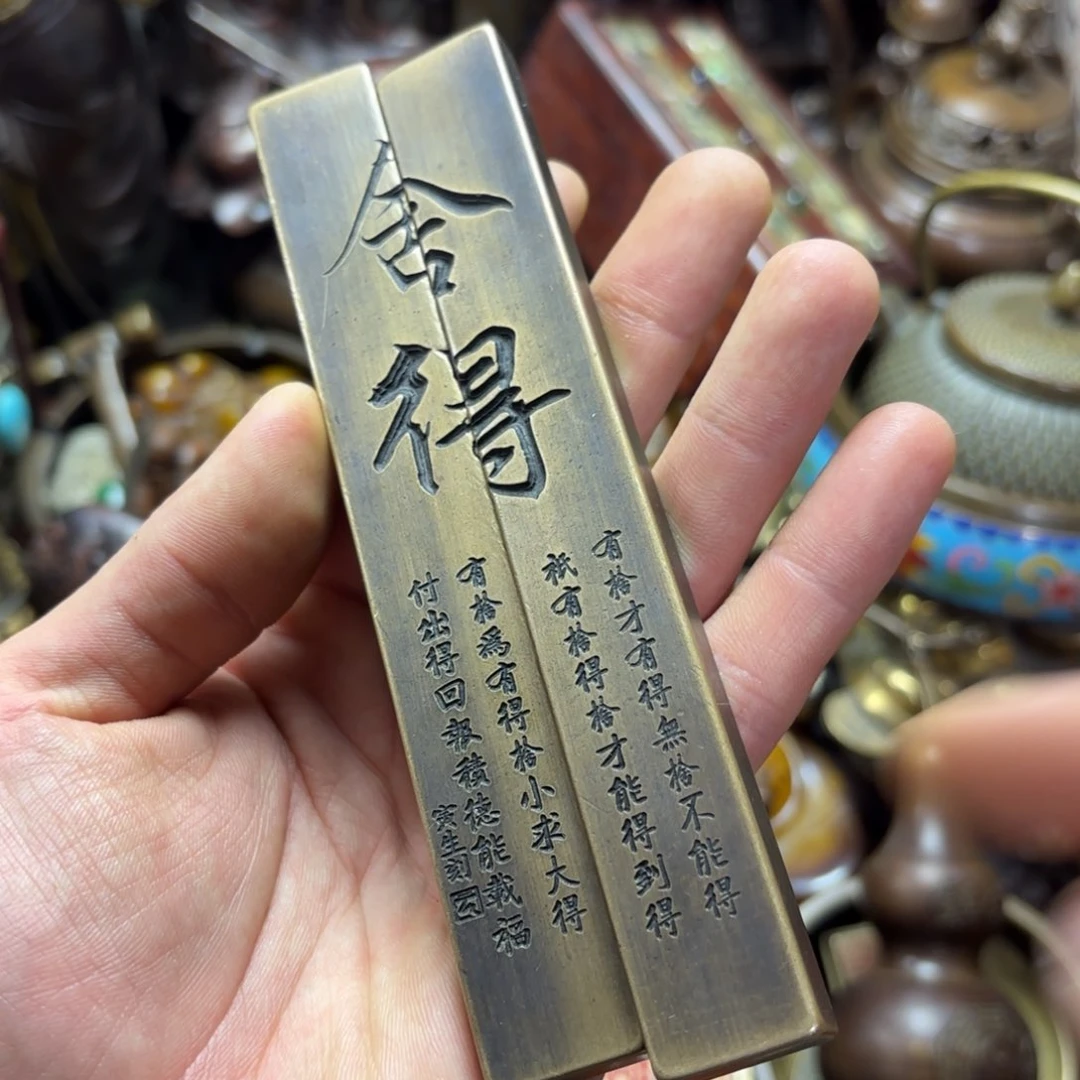 舍得
有捨才有得無捨不能得
祇有捨得捨才能得到得
有捨為有得捨小求大得
付出得回報積德能載福
寅生刻